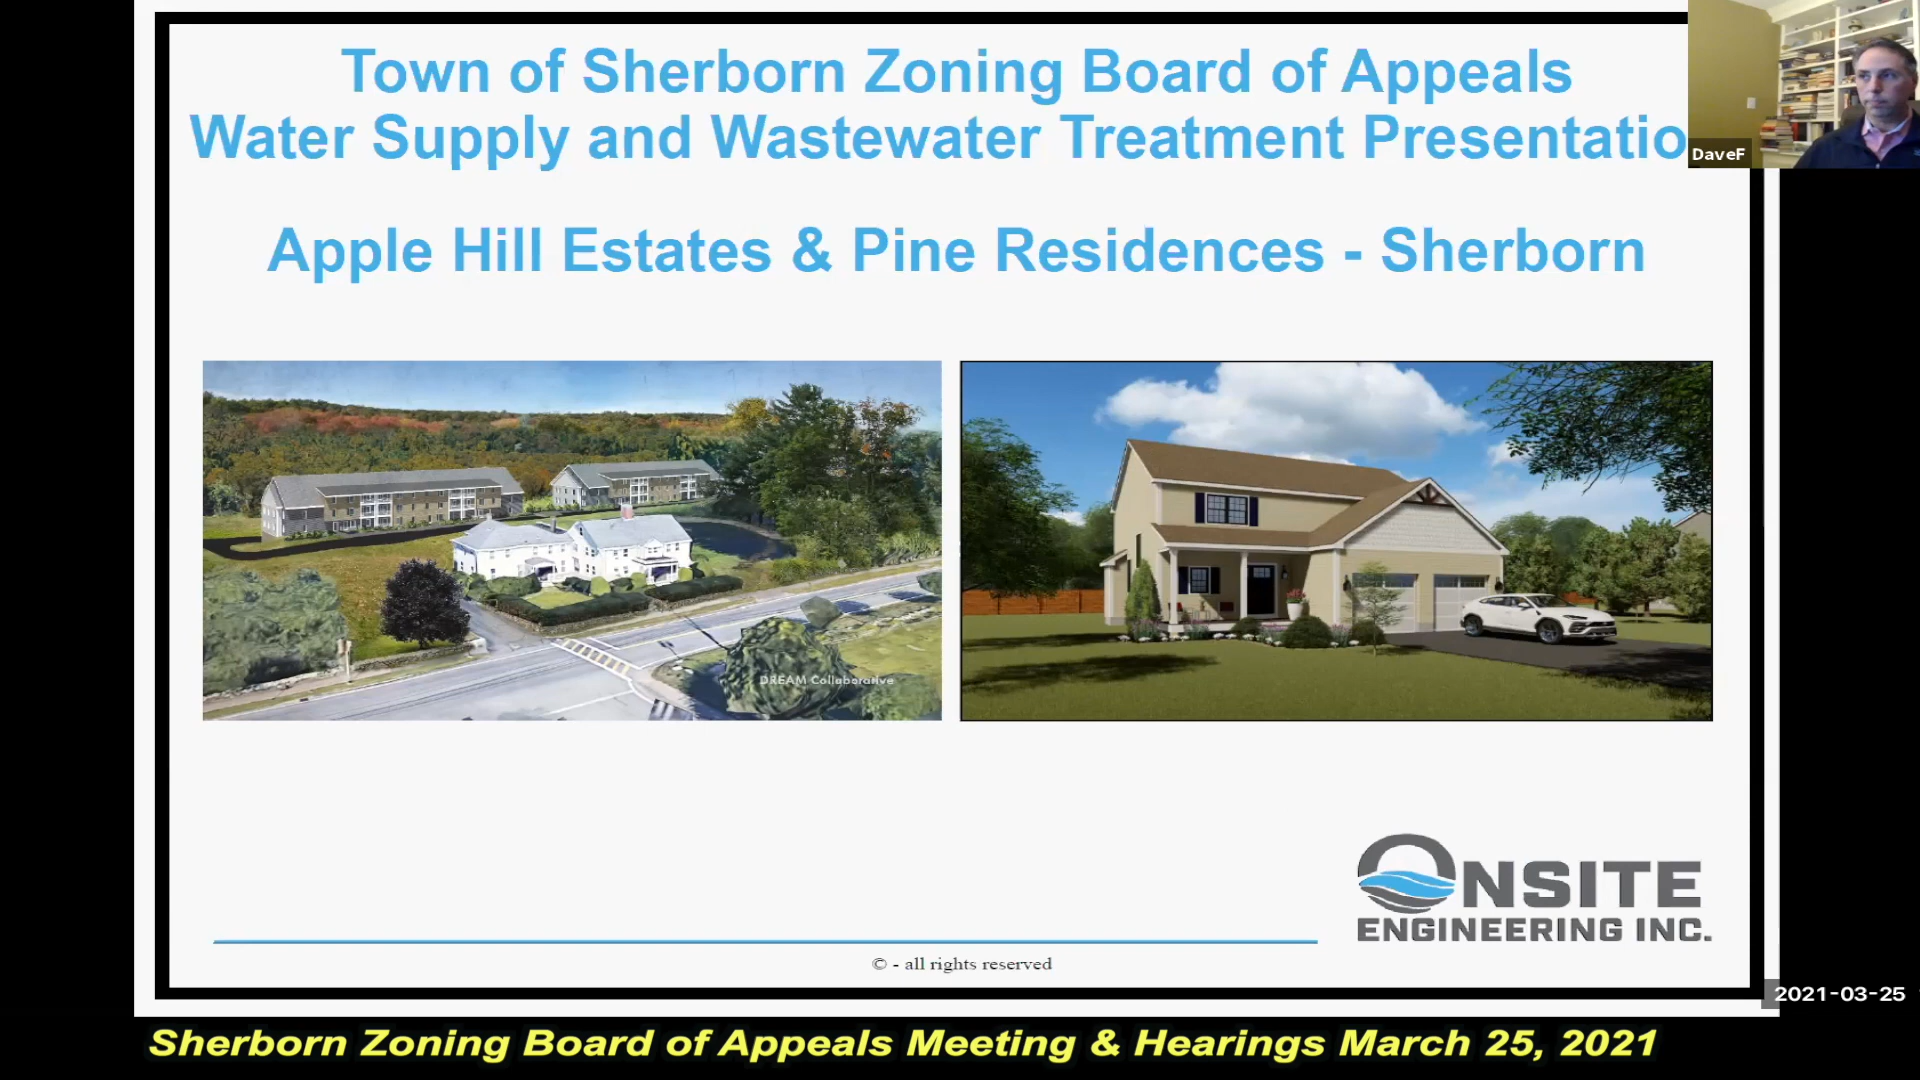 Town of Sherborn Zoning Board of Appeals
Water Supply and Wastewater Treatment Presentatio
DaveF
Apple Hill Estates & Pine Residences - Sherborn
DREAM Collaborative
ONSITE
ENGINEERING INC.
© - all rights reserved
2021-03-25
Sherborn Zoning Board of Appeals Meeting & Hearings March 25, 2021